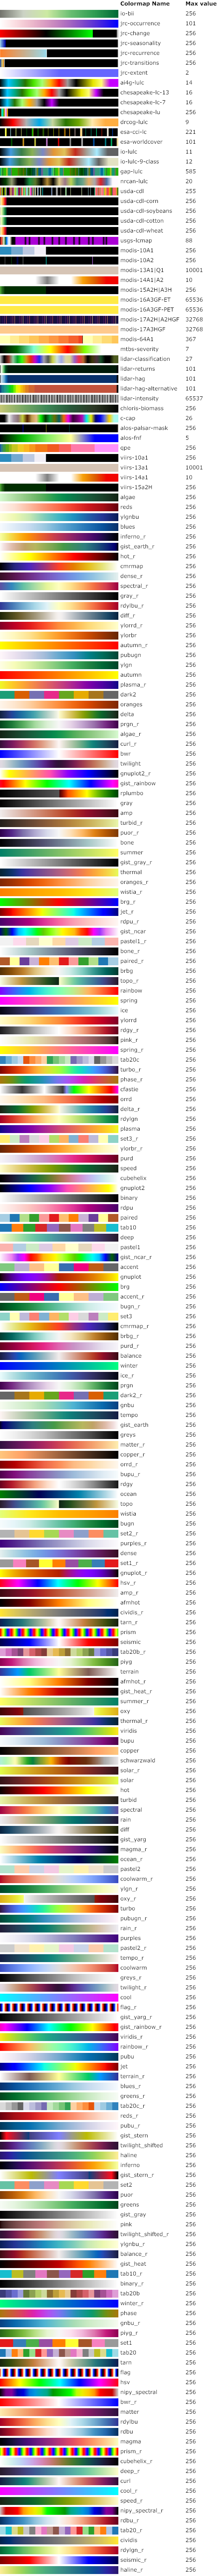 Colormap Name Max value
io-bii 256
jrc-occurrence 101
jrc-change 256
jrc-seasonality 256
jrc-recurrence 256
jrc-transitions 256
jrc-extent 2
ai4g-lulc 14
chesapeake-lc-13 16
chesapeake-lc-7 16
chesapeake-lu 256
drcog-lulc 9
esa-cci-lc 221
esa-worldcover 101
io-lulc 11
io-lulc-9-class 12
gap-lulc 585
nrcan-lulc 20
usda-cdl 255
usda-cdl-corn 256
usda-cdl-soybeans 256
usda-cdl-cotton 256
usda-cdl-wheat 256
usgs-lcmap 88
modis-10A1 256
modis-10A2 256
modis-13A1|Q1 10001
modis-14A1|A2 10
modis-15A2H|A3H 256
modis-16A3GF-ET 65536
modis-16A3GF-PET 65536
modis-17A2H|A2HGF 32768
modis-17A3HGF 32768
modis-64A1 367
mtbs-severity 7
lidar-classification 27
lidar-returns 101
lidar-hag 101
lidar-hag-alternative 101
lidar-intensity 65537
chloris-biomass 256
c-cap 26
alos-palsar-mask 256
alos-fnf 5
qpe 256
viirs-10a1 256
viirs-13a1 10001
viirs-14a1 10
viirs-15a2H 256
algae 256
reds 256
ylgnbu 256
blues 256
inferno_r 256
gist_earth_r 256
hot_r 256
cmrmap 256
dense_r 256
spectral_r 256
gray_r 256
rdylbu_r 256
diff_r 256
ylorrd_r 256
ylorbr 256
autumn_r 256
pubugn 256
ylgn 256
autumn 256
plasma_r 256
dark2 256
oranges 256
delta 256
prgn_r 256
algae_r 256
curl_r 256
bwr 256
twilight 256
gnuplot2_r 256
gist_rainbow 256
rplumbo 256
gray 256
amp 256
turbid_r 256
puor_r 256
bone 256
summer 256
gist_gray_r 256
thermal 256
oranges_r 256
wistia_r 256
brg_r 256
jet_r 256
rdpu_r 256
gist_ncar 256
pastel1_r 256
bone_r 256
paired_r 256
brbg 256
topo_r 256
rainbow 256
spring 256
ice 256
ylorrd 256
rdgy_r 256
pink_r 256
spring_r 256
tab20c 256
turbo_r 256
phase_r 256
cfastie 256
orrd 256
delta_r 256
rdylgn 256
plasma 256
set3_r 256
ylorbr_r 256
purd 256
speed 256
cubehelix 256
gnuplot2 256
binary 256
rdpu 256
paired 256
tab10 256
deep 256
pastel1 256
gist_ncar_r 256
accent 256
gnuplot 256
brg 256
accent_r 256
bugn_r 256
set3 256
cmrmap_r 256
brbg_r 256
purd_r 256
balance 256
winter 256
ice_r 256
prgn 256
dark2_r 256
gnbu 256
tempo 256
gist_earth 256
greys 256
matter_r 256
copper_r 256
orrd_r 256
bupu_r 256
rdgy 256
ocean 256
topo 256
wistia 256
bugn 256
set2_r 256
purples_r 256
dense 256
set1_r 256
gnuplot_r 256
hsv_r 256
amp_r 256
afmhot 256
cividis_r 256
tarn_r 256
prism 256
seismic 256
tab20b_r 256
piyg 256
terrain 256
afmhot_r 256
gist_heat_r 256
summer_r 256
oxy 256
thermal_r 256
viridis 256
bupu 256
copper 256
schwarzwald 256
solar_r 256
solar 256
hot 256
turbid 256
spectral 256
rain 256
diff 256
gist_yarg 256
magma_r 256
ocean_r 256
pastel2 256
coolwarm_r 256
ylgn_r 256
oxy_r 256
turbo 256
pubugn_r 256
rain_r 256
purples 256
pastel2_r 256
tempo_r 256
coolwarm 256
greys_r 256
twilight_r 256
cool 256
flag_r 256
gist_yarg_r 256
gist_rainbow_r 256
viridis_r 256
rainbow_r 256
pubu 256
jet 256
terrain_r 256
blues_r 256
greens_r 256
tab20c_r 256
reds_r 256
pubu_r 256
gist_stern 256
twilight_shifted 256
haline 256
inferno 256
gist_stern_r 256
set2 256
puor 256
greens 256
gist_gray 256
pink 256
twilight_shifted_r 256
ylgnbu_r 256
balance_r 256
gist_heat 256
tab10_r 256
binary_r 256
tab20b 256
winter_r 256
phase 256
gnbu_r 256
piyg_r 256
set1 256
tab20 256
tarn 256
flag 256
hsv 256
nipy_spectral 256
bwr_r 256
matter 256
rdylbu 256
rdbu 256
magma 256
prism_r 256
cubehelix_r 256
deep_r 256
curl 256
cool_r 256
speed_r 256
nipy_spectral_r 256
rdbu_r 256
tab20_r 256
cividis 256
rdylgn_r 256
seismic_r 256
haline_r 256